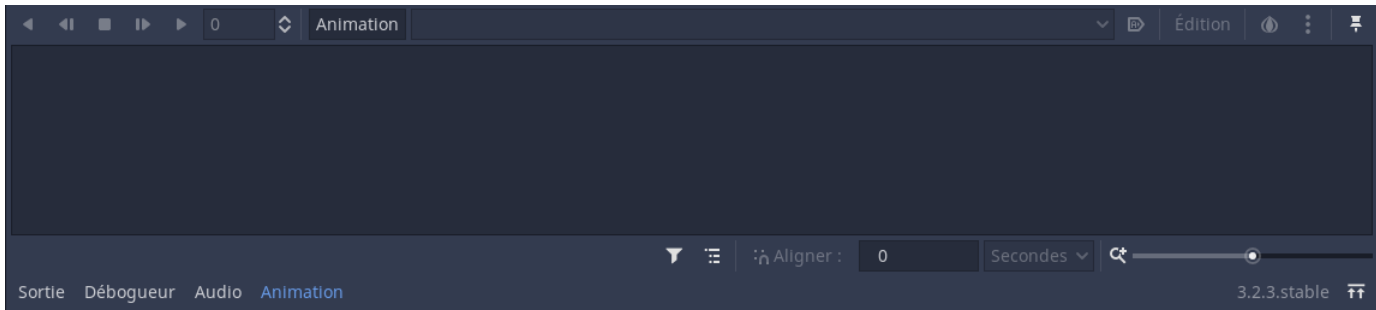 0 Animation Édition
Aligner : 0 Secondes
Sortie Débogueur Audio Animation 3.2.3.stable